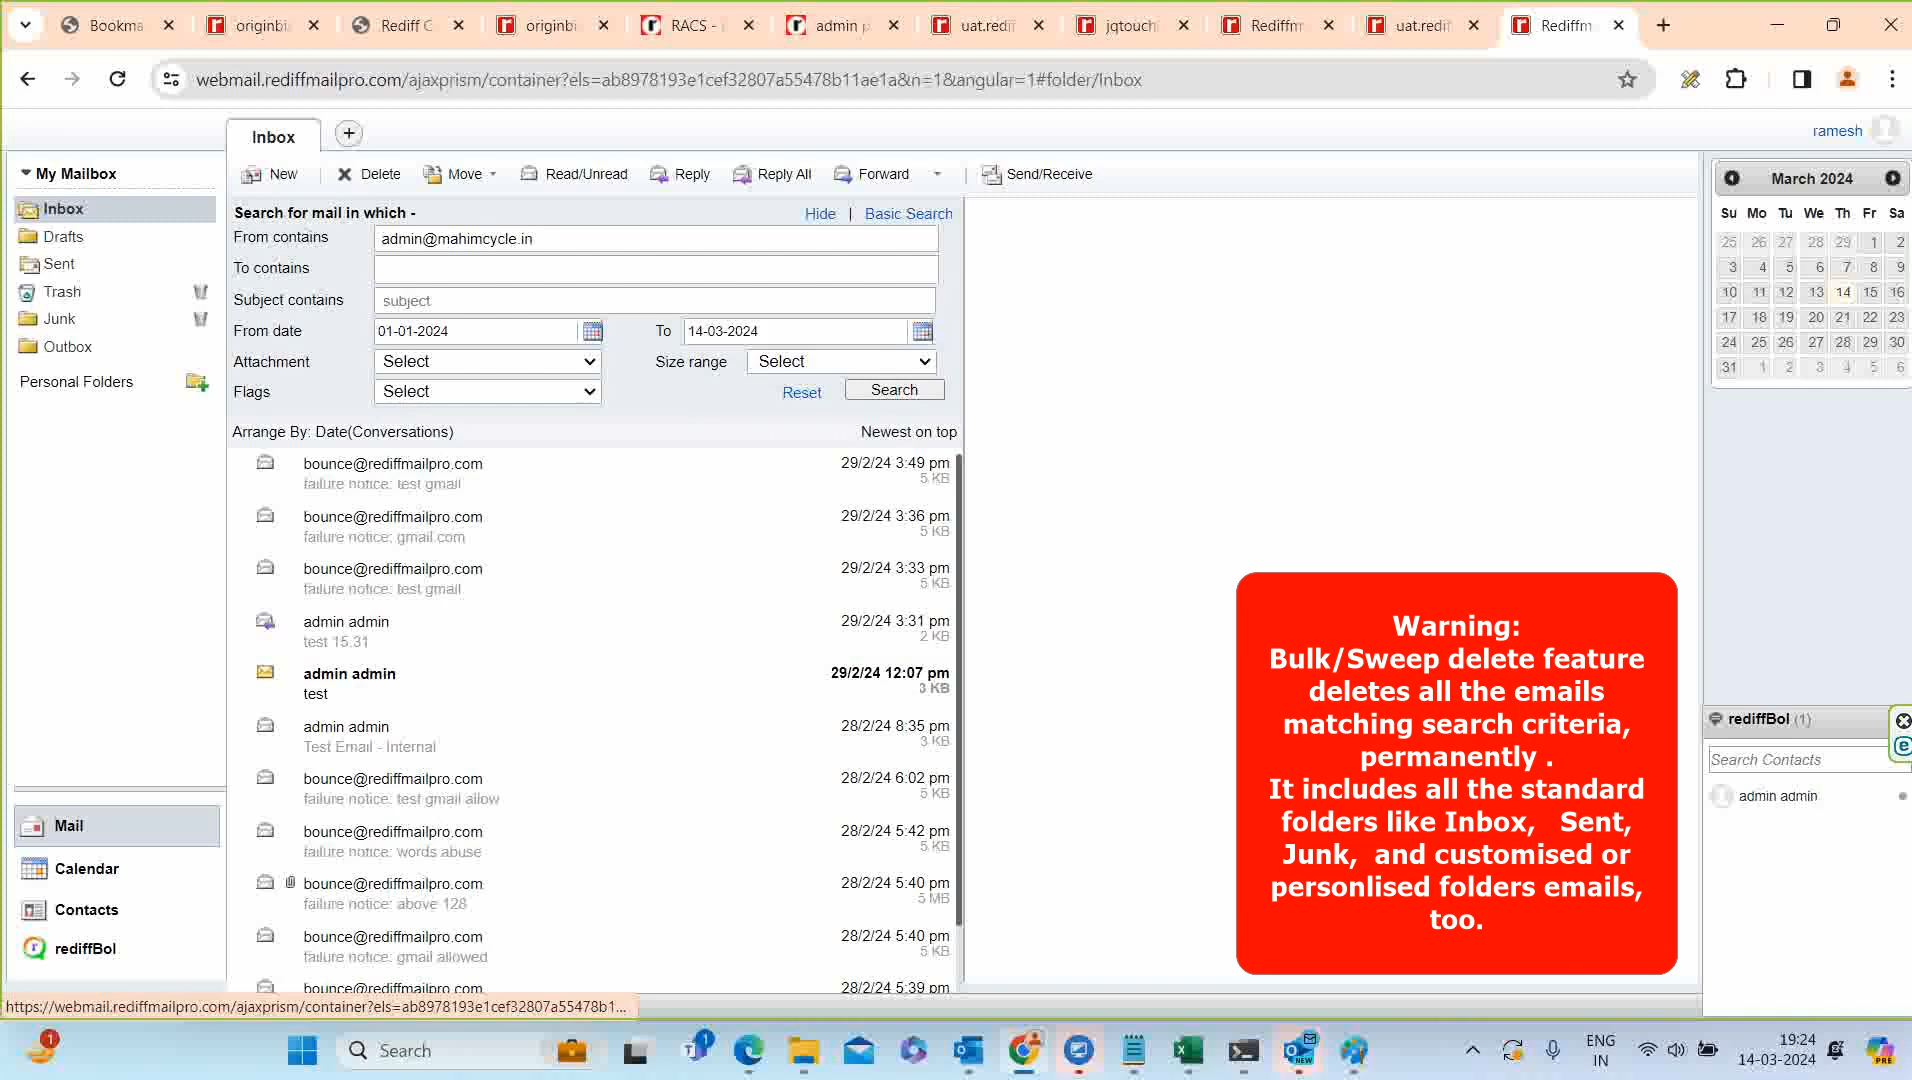 Bookma
originbi
Rediff C
originbi
RACS -
admin p
uat.redif
jqtouch
Rediffm
uat.redif
Rediffm
webmail.rediffmailpro.com/ajaxprism/container?els=ab8978193e1cef32807a55478b11ae1a&n=1&angular=1#folder/Inbox
Inbox
ramesh
My Mailbox
Inbox
Drafts
Sent
Trash
Junk
Outbox
Personal Folders
New
Delete
Move
Read/Unread
Reply
Reply All
Forward
Send/Receive
Search for mail in which -
Hide | Basic Search
From contains
admin@mahimcycle.in
To contains
Subject contains
subject
From date
01-01-2024
To
14-03-2024
Attachment
Select
Size range
Select
Flags
Select
Reset
Search
Arrange By: Date(Conversations)
Newest on top
bounce@rediffmailpro.com
29/2/24 3:49 pm
failure notice: test gmail
5 KB
bounce@rediffmailpro.com
29/2/24 3:36 pm
failure notice: gmail.com
5 KB
bounce@rediffmailpro.com
29/2/24 3:33 pm
failure notice: test gmail
5 KB
admin admin
29/2/24 3:31 pm
test 15.31
2 KB
admin admin
29/2/24 12:07 pm
test
3 KB
admin admin
28/2/24 8:35 pm
Test Email - Internal
3 KB
bounce@rediffmailpro.com
28/2/24 6:02 pm
failure notice: test gmail allow
5 KB
bounce@rediffmailpro.com
28/2/24 5:42 pm
failure notice: words abuse
5 KB
bounce@rediffmailpro.com
28/2/24 5:40 pm
failure notice: above 128
5 MB
bounce@rediffmailpro.com
28/2/24 5:40 pm
failure notice: gmail allowed
5 KB
bounce@rediffmailpro.com
28/2/24 5:39 pm
Warning:
Bulk/Sweep delete feature
deletes all the emails
matching search criteria,
permanently .
It includes all the standard
folders like Inbox, Sent,
Junk, and customised or
personlised folders emails,
too.
March 2024
Su Mo Tu We Th Fr Sa
25 26 27 28 29 1 2
3 4 5 6 7 8 9
10 11 12 13 14 15 16
17 18 19 20 21 22 23
24 25 26 27 28 29 30
31 1 2 3 4 5 6
rediffBol (1)
Search Contacts
admin admin
Mail
Calendar
Contacts
rediffBol
https://webmail.rediffmailpro.com/ajaxprism/container?els=ab8978193e1cef32807a55478b1...
1
Search
1
NEW
ENG
IN
19:24
14-03-2024
PRE